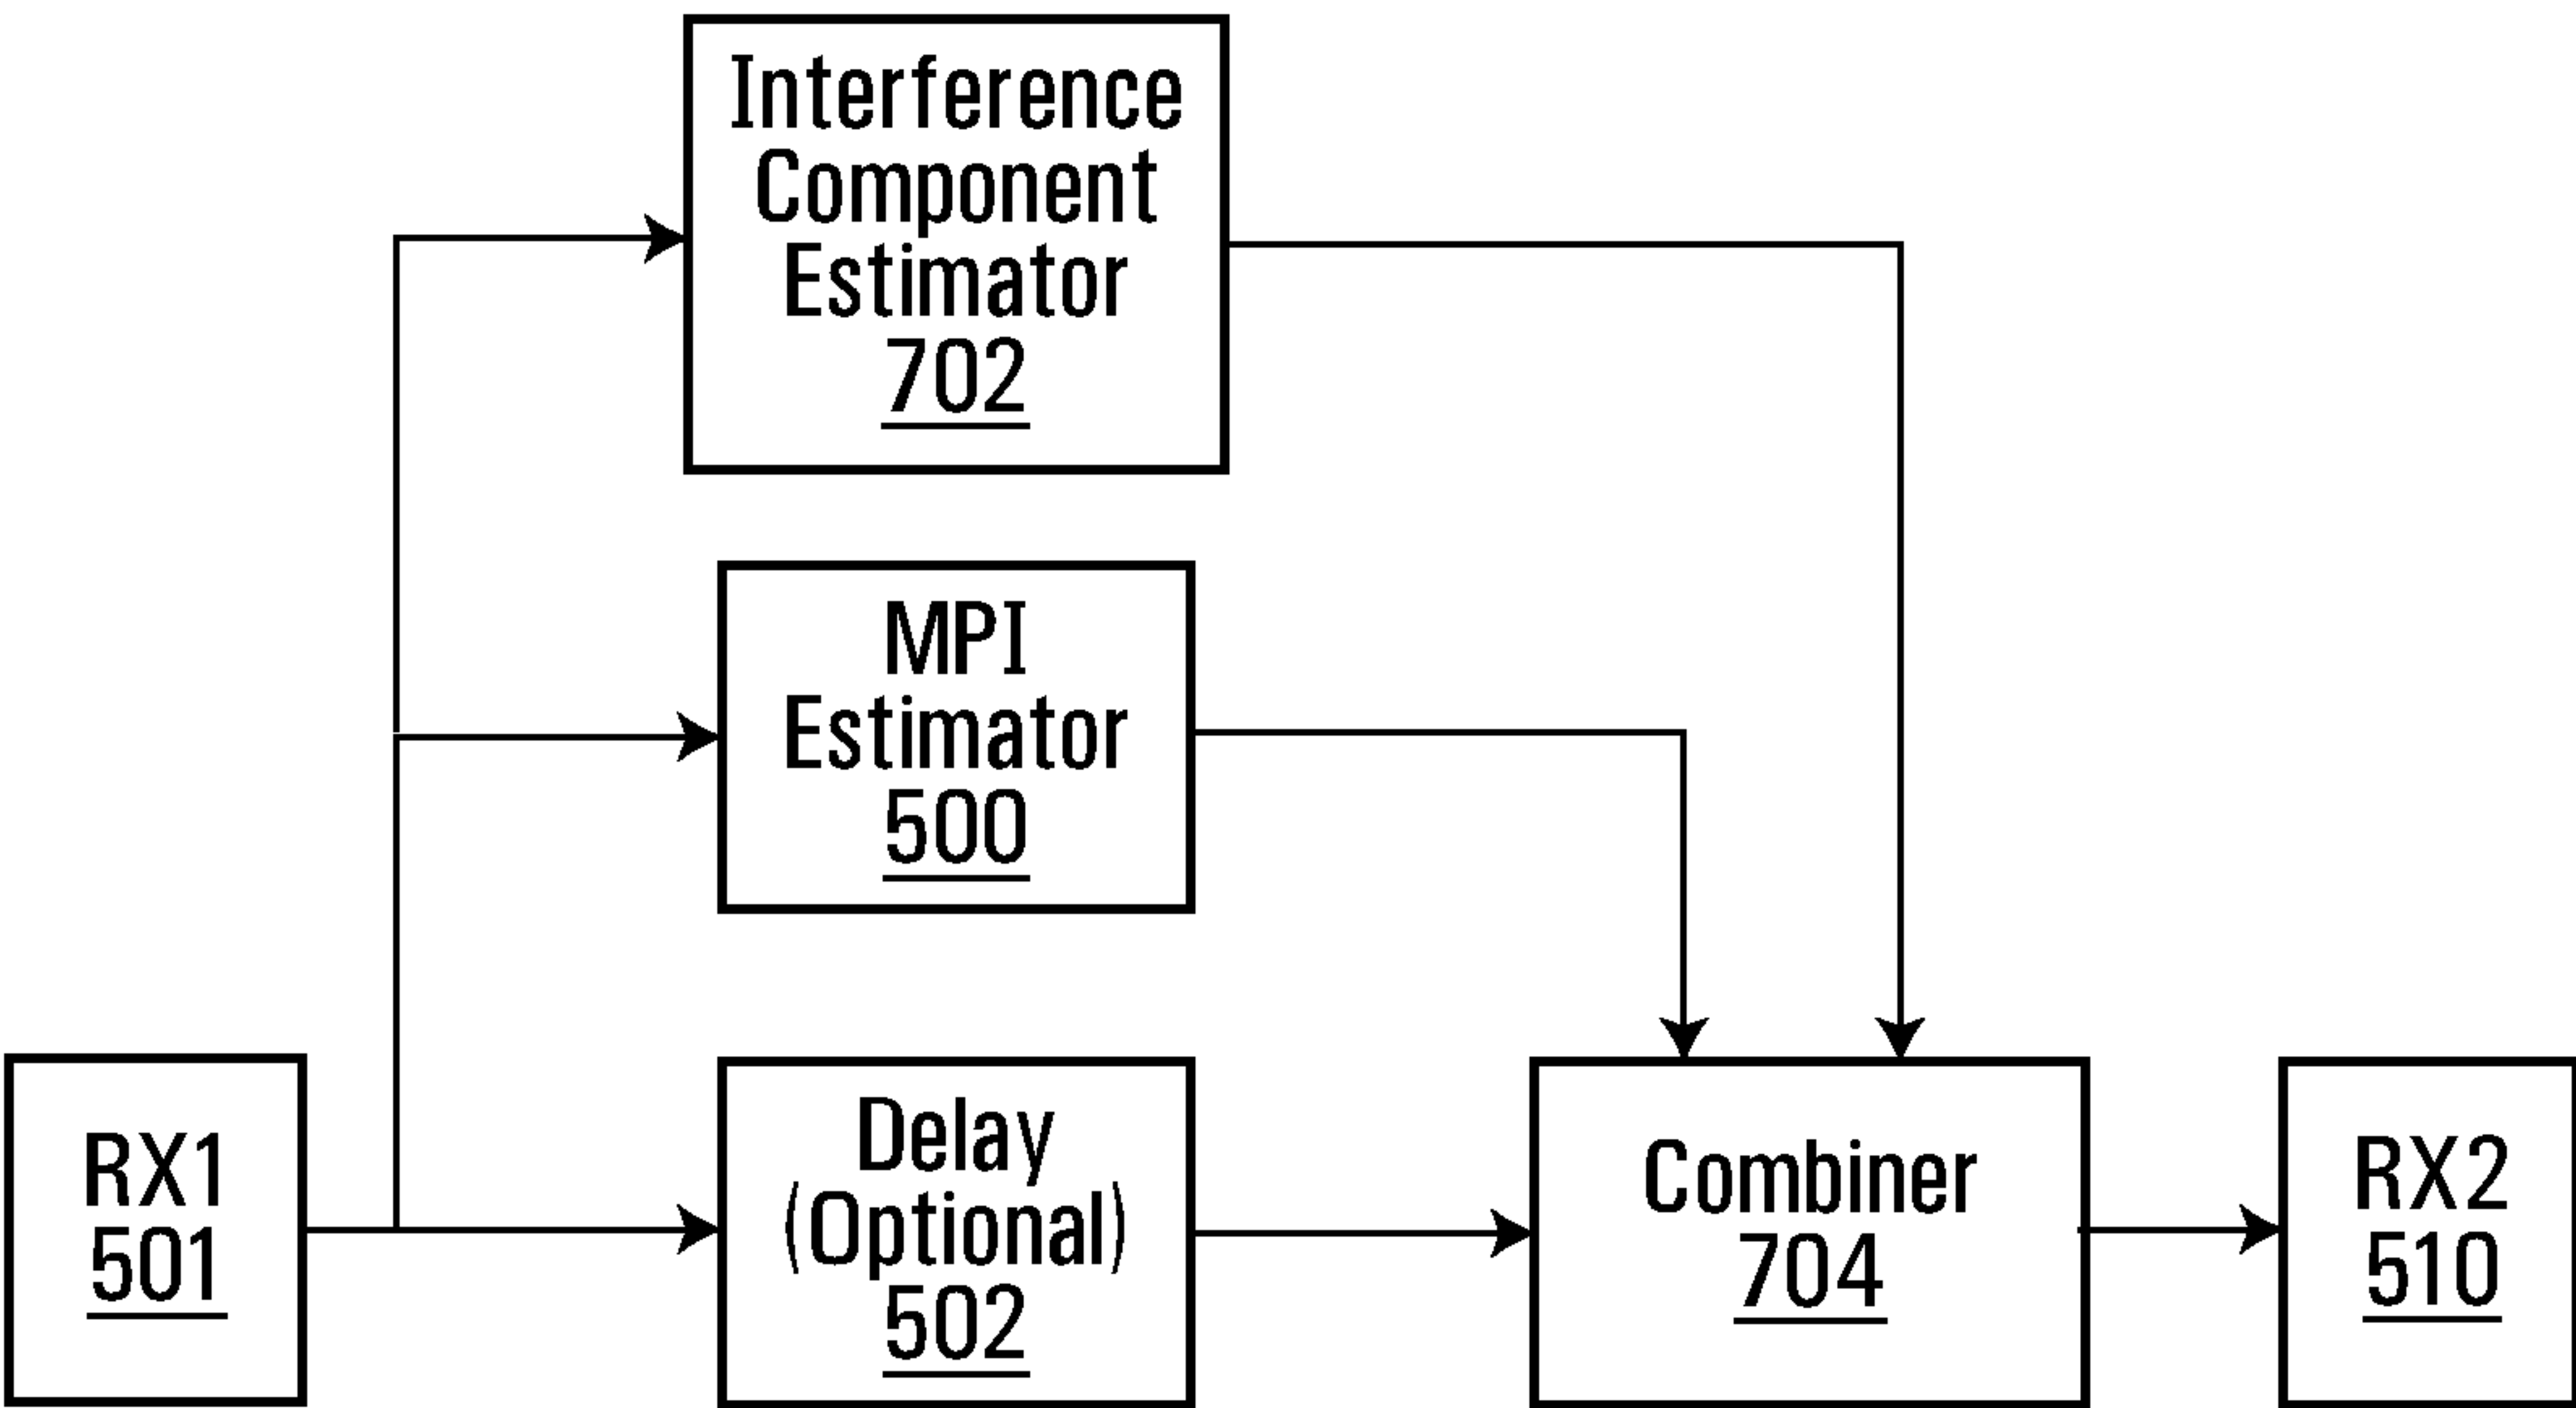 Interference
Component
Estimator
702
MPI
Estimator
500
RX1
501
Delay
(Optional)
502
Combiner
704
RX2
510